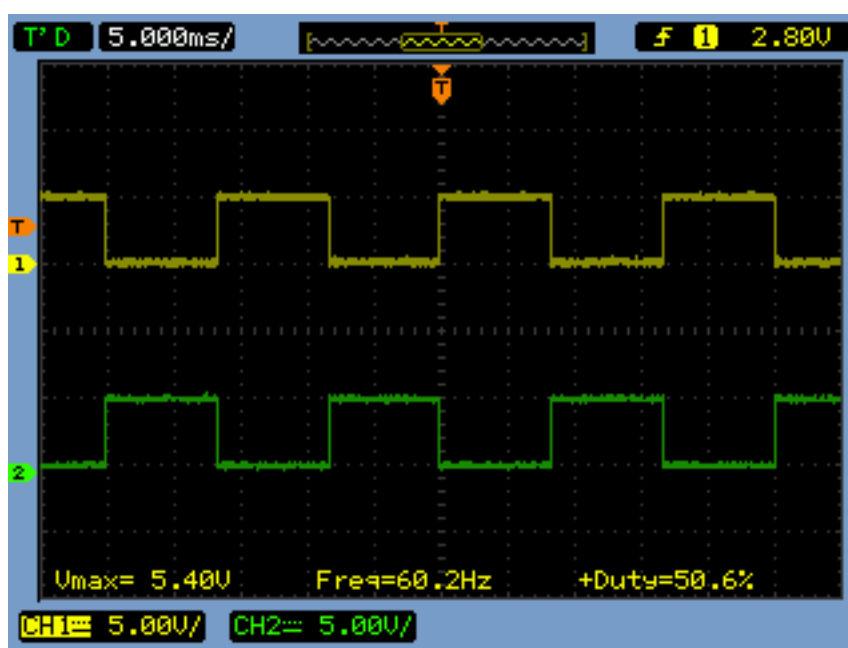 T'D 5.000ms/ T 1 2.80V
T
T
1
2
Vmax= 5.40V Freq=60.2Hz +Duty=50.6%
CH1 5.00V/ CH2 5.00V/